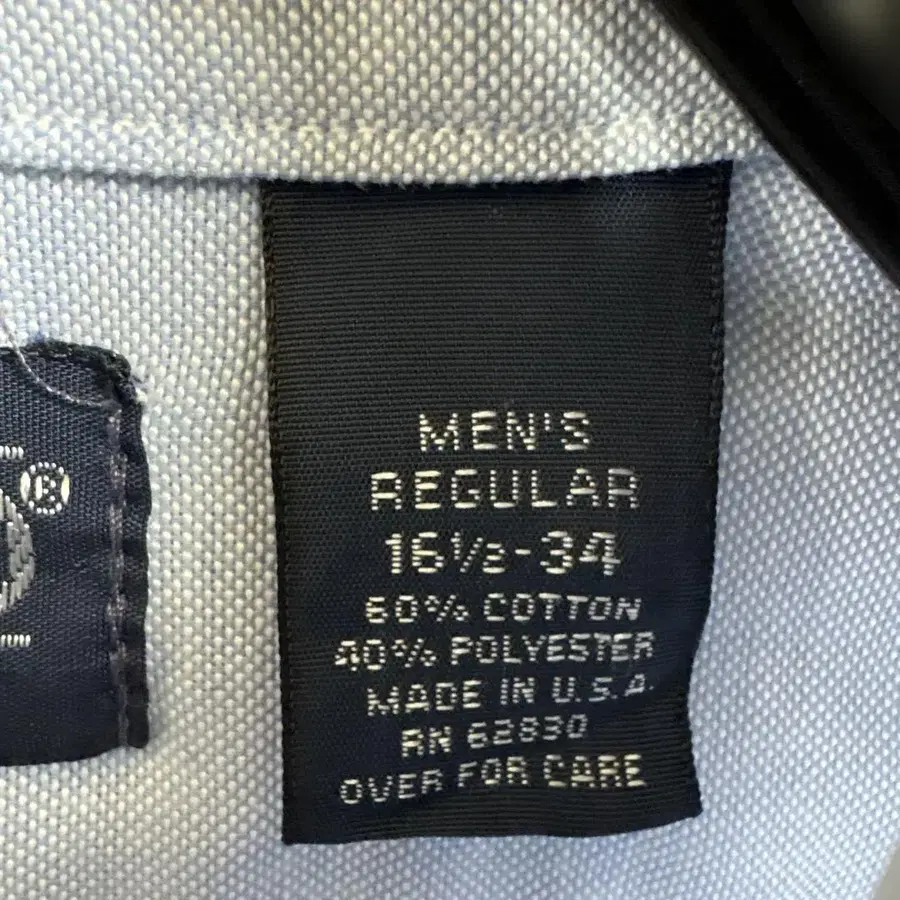 ®
MEN'S
REGULAR
16½-34
60% COTTON
40% POLYESTER
MADE IN U.S.A.
RN 62830
OVER FOR CARE